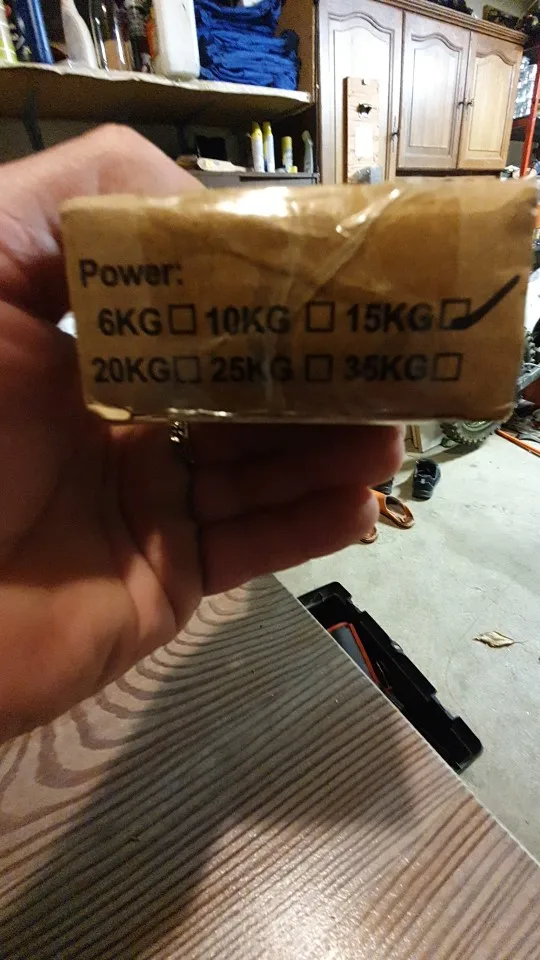 Power:
6KG☐ 10KG ☐ 15KG☑
20KG☐ 25KG ☐ 35KG☐